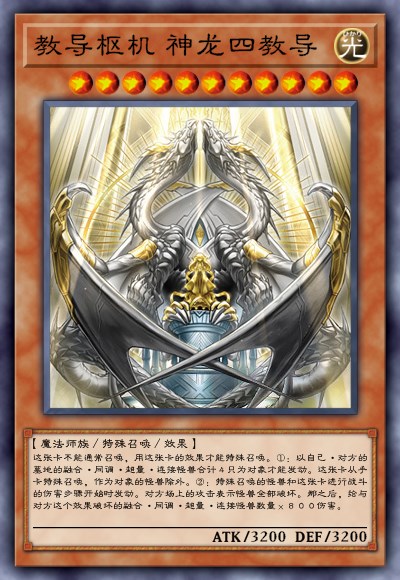 教导枢机 神龙四教导
光
ひかり
【魔法师族/特殊召唤/效果】
这张卡不能通常召唤，用这张卡的效果才能特殊召唤。①：以自己·对方的
墓地的融合·同调·超量·连接怪兽合计4只为对象才能发动。这张卡从手
卡特殊召唤，作为对象的怪兽除外。②：特殊召唤的怪兽和这张卡进行战斗
的伤害步骤开始时发动。对方场上的攻击表示怪兽全部破坏。那之后，给与
对方这个效果破坏的融合·同调·超量·连接怪兽数量×800伤害。
ATK/3200 DEF/3200